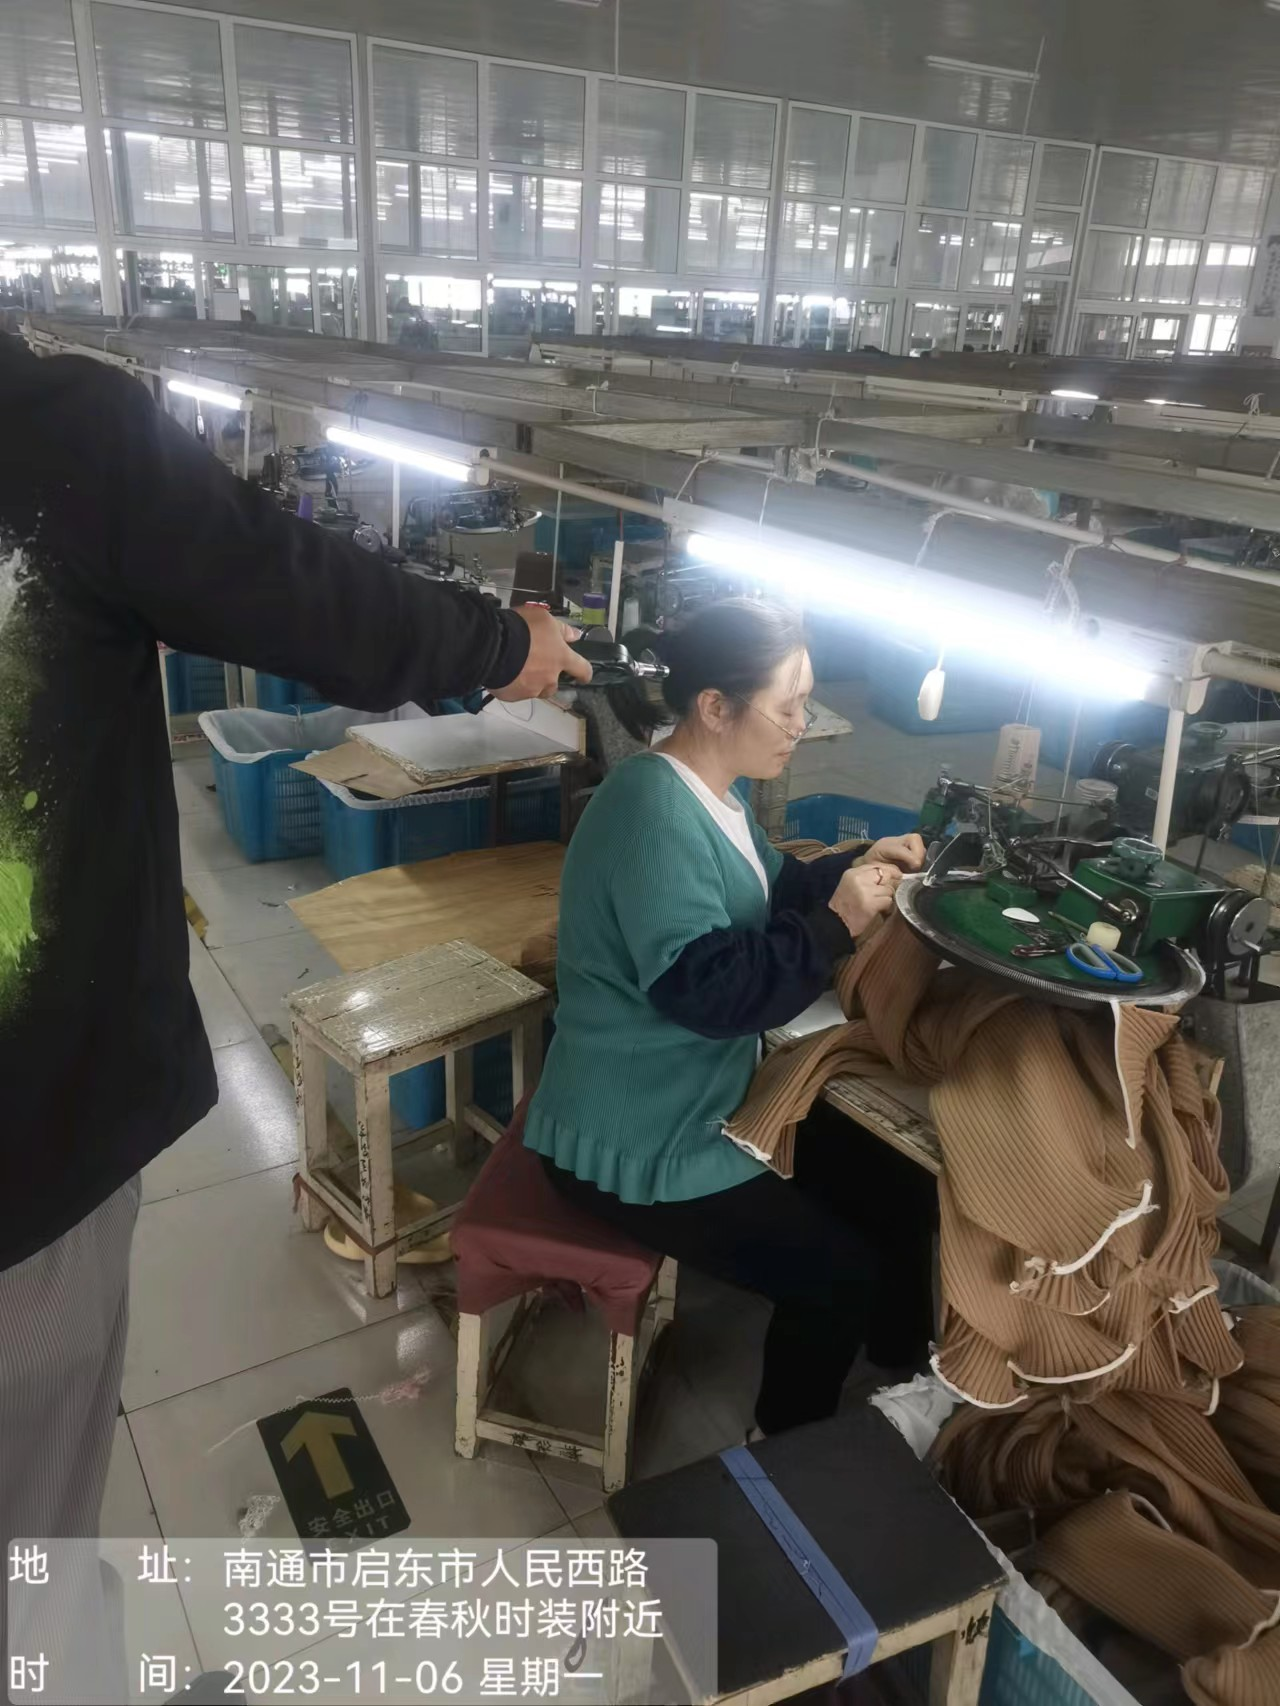 安全出口
EXIT
地 址： 南通市启东市人民西路
3333号在春秋时装附近
时 间： 2023-11-06 星期一